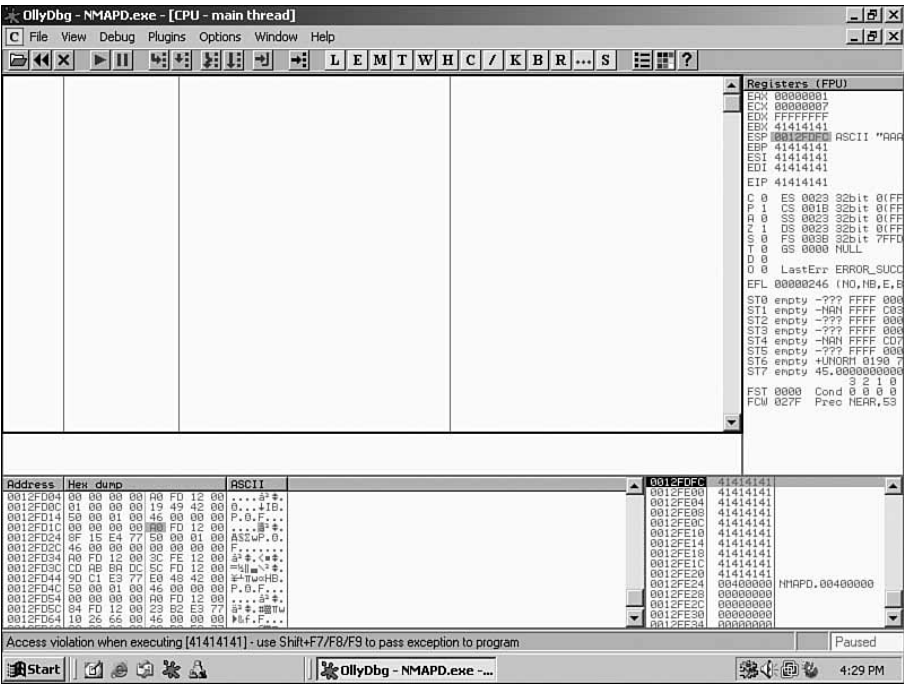 OllyDbg - NMAPD.exe - [CPU - main thread]
C File View Debug Plugins Options Window Help
L E M T W H C / K B R ... S ?
Registers (FPU)
EAX 00000001
ECX 00000007
EDX FFFFFFFF
EBX 41414141
ESP 0012FDFC ASCII "AAA
EBP 41414141
ESI 41414141
EDI 41414141
EIP 41414141
C 0 ES 0023 32bit 0(FF
P 1 CS 001B 32bit 0(FF
A 0 SS 0023 32bit 0(FF
Z 1 DS 0023 32bit 0(FF
S 0 FS 003B 32bit 7FFD
T 0 GS 0000 NULL
D 0
O 0 LastErr ERROR_SUCC
EFL 00000246 (NO,NB,E,B
ST0 empty -??? FFFF 000
ST1 empty -NAN FFFF C03
ST2 empty -??? FFFF 000
ST3 empty -??? FFFF 000
ST4 empty -NAN FFFF CD7
ST5 empty -??? FFFF 000
ST6 empty +UNORM 0190 7
ST7 empty 45.0000000000
3 2 1 0
FST 0000 Cond 0 0 0 0
FCW 027F Prec NEAR,53
Address Hex dump ASCII
0012FD04 00 00 00 00 A0 FD 12 00
0012FD0C 01 00 00 00 19 49 42 00
0012FD14 50 00 01 00 46 00 00 00 P.☺.F...
0012FD1C 00 00 00 00 A0 FD 12 00
0012FD24 8F 15 E4 77 50 00 01 00
0012FD2C 46 00 00 00 00 00 00 00 F.......
0012FD34 A0 FD 12 00 3C FE 12 00
0012FD3C CD AB BA DC 5C FD 12 00
0012FD44 9D C1 E3 77 E0 48 42 00
0012FD4C 50 00 01 00 46 00 00 00 P.☺.F...
0012FD54 00 00 00 00 A0 FD 12 00
0012FD5C 84 FD 12 00 23 B2 E3 77
0012FD64 10 26 66 00 46 00 00 00
0012FDFC 41414141
0012FE00 41414141
0012FE04 41414141
0012FE08 41414141
0012FE0C 41414141
0012FE10 41414141
0012FE14 41414141
0012FE18 41414141
0012FE1C 41414141
0012FE20 41414141
0012FE24 00400000 NMAPD.00400000
0012FE28 00000000
0012FE2C 00000000
0012FE30 00000000
0012FE34 00000000
Access violation when executing [41414141] - use Shift+F7/F8/F9 to pass exception to program
Paused
Start
OllyDbg - NMAPD.exe -...
4:29 PM